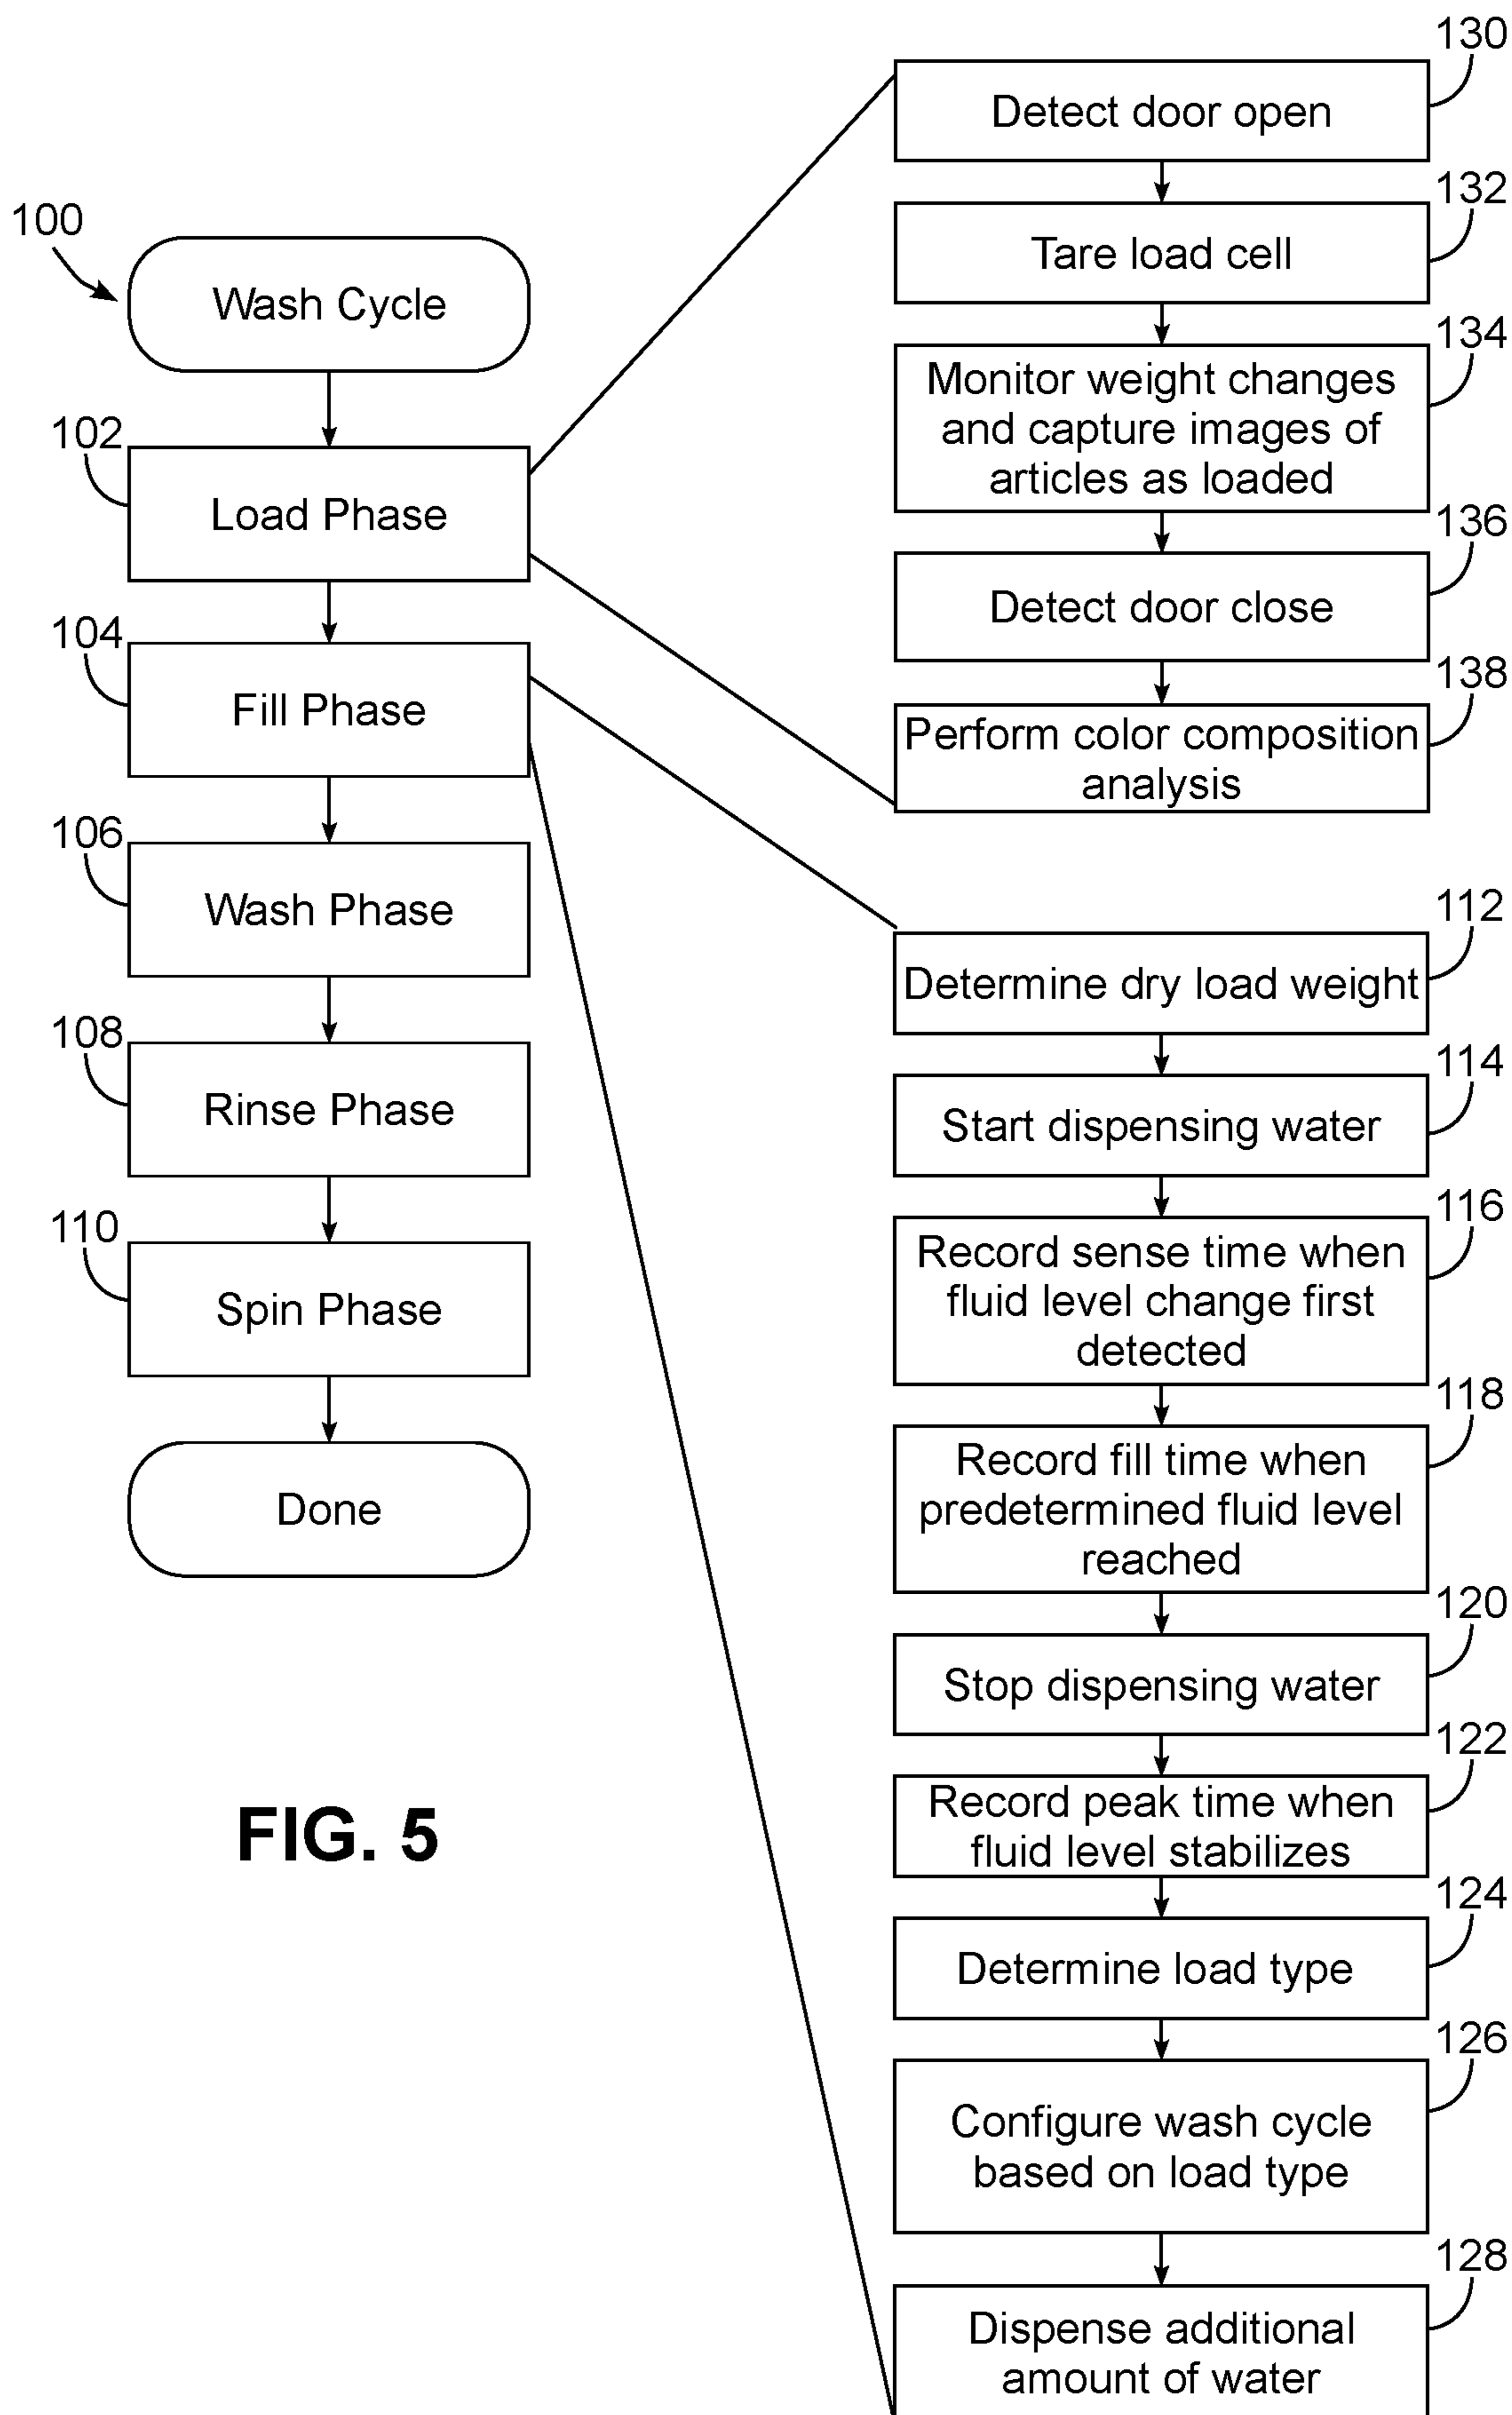 100
Wash Cycle
102
Load Phase
104
Fill Phase
106
Wash Phase
108
Rinse Phase
110
Spin Phase
Done
FIG. 5
130
Detect door open
132
Tare load cell
134
Monitor weight changes
and capture images of
articles as loaded
136
Detect door close
138
Perform color composition
analysis
112
Determine dry load weight
114
Start dispensing water
116
Record sense time when
fluid level change first
detected
118
Record fill time when
predetermined fluid level
reached
120
Stop dispensing water
122
Record peak time when
fluid level stabilizes
124
Determine load type
126
Configure wash cycle
based on load type
128
Dispense additional
amount of water